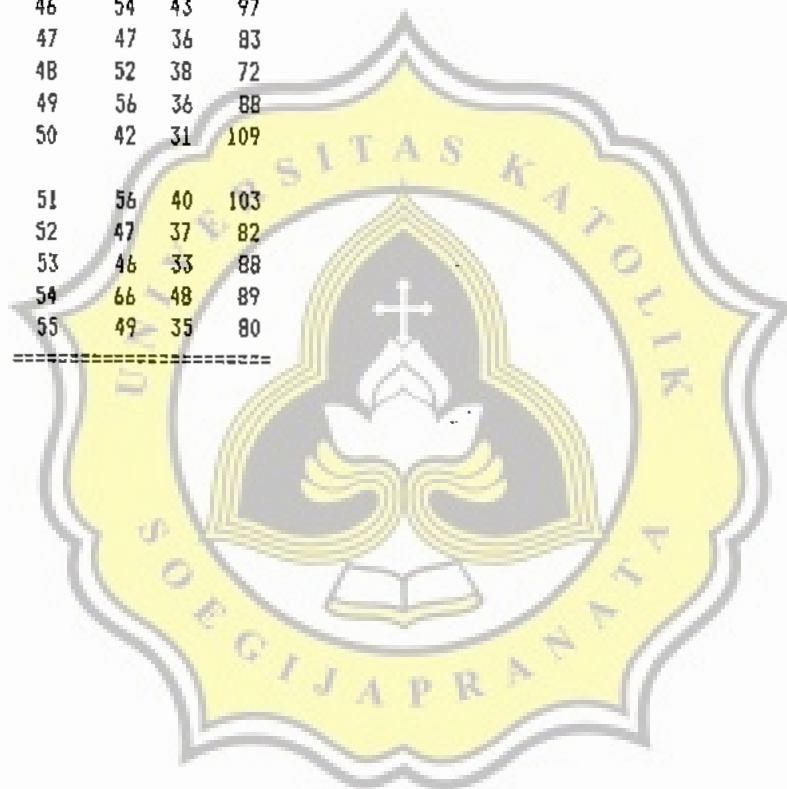 46 54 43 97
47 47 36 83
48 52 38 72
49 56 36 88
50 42 31 109
51 56 40 103
52 47 37 82
53 46 33 88
54 66 48 89
55 49 35 80
=======================
UNIVERSITAS KATOLIK
SOEGIJAPRANATA